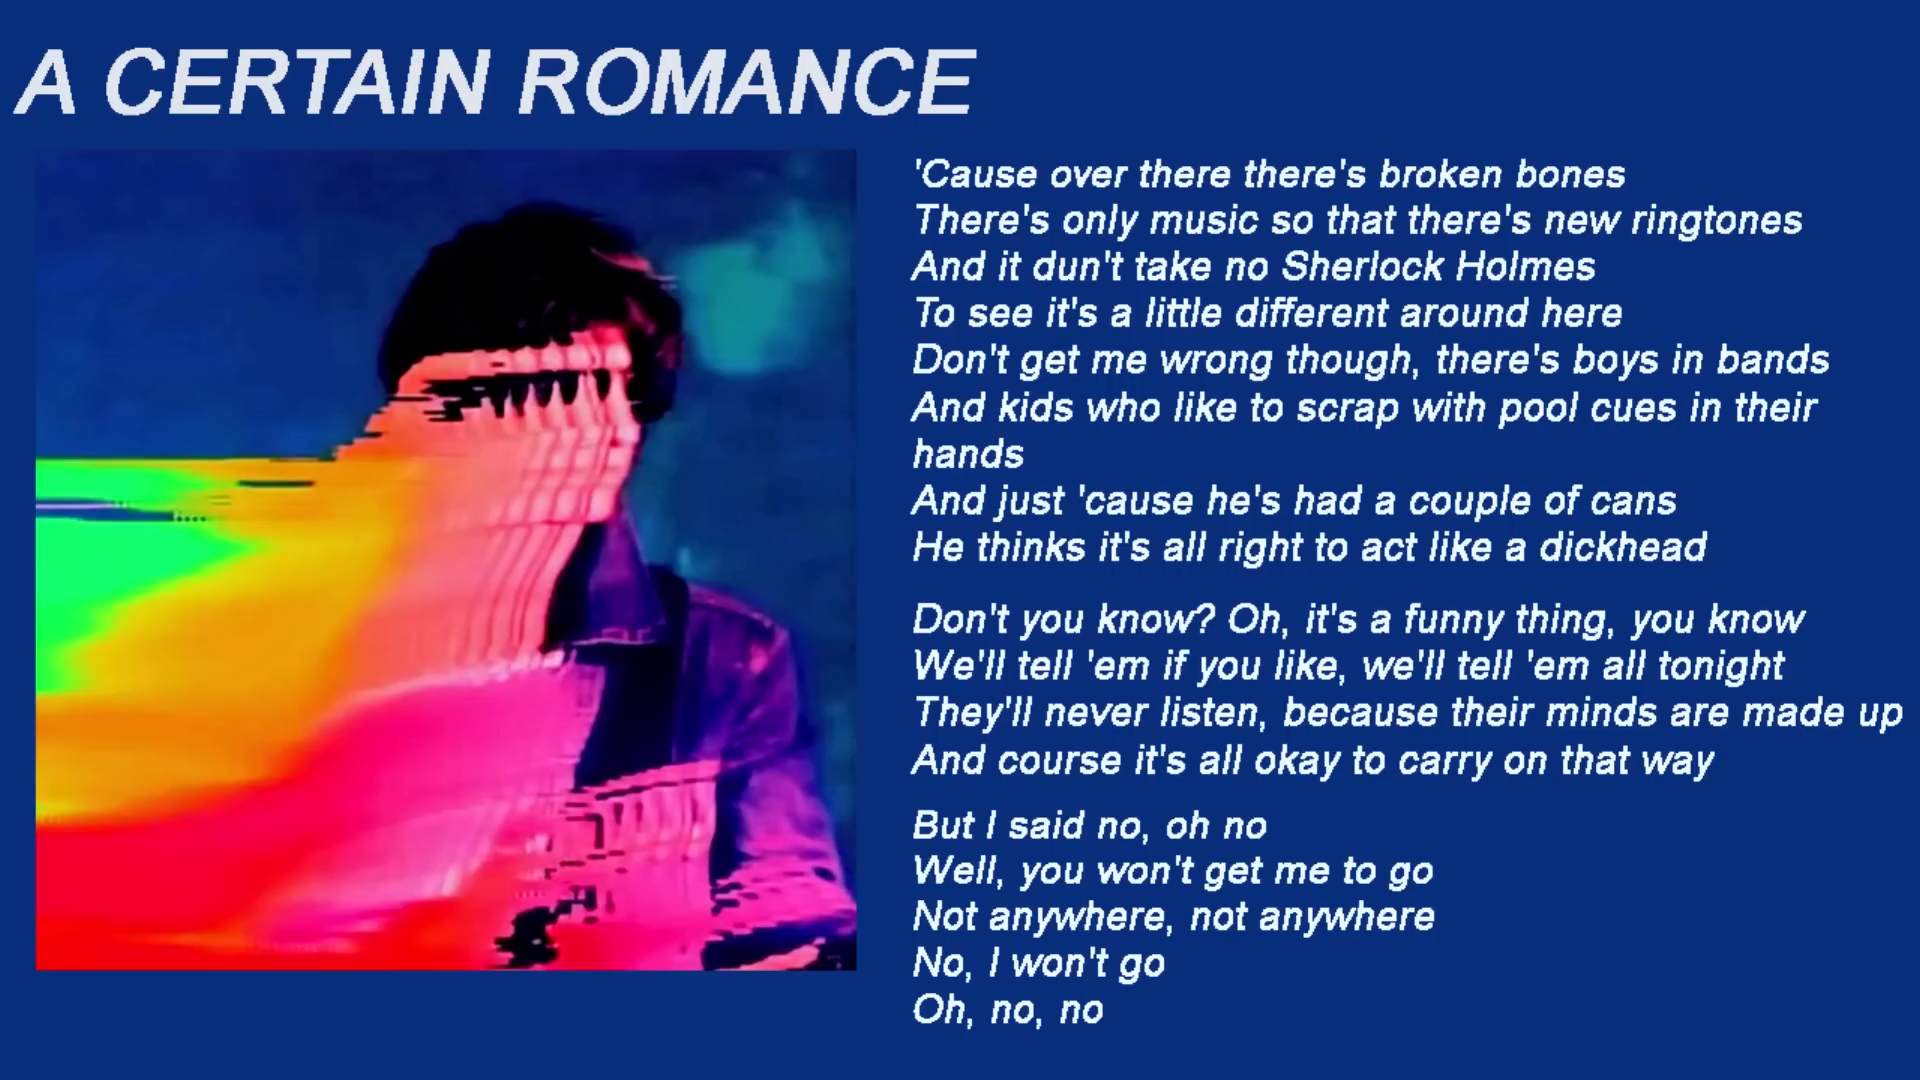 A CERTAIN ROMANCE
'Cause over there there's broken bones
There's only music so that there's new ringtones
And it dun't take no Sherlock Holmes
To see it's a little different around here
Don't get me wrong though, there's boys in bands
And kids who like to scrap with pool cues in their
hands
And just 'cause he's had a couple of cans
He thinks it's all right to act like a dickhead
Don't you know? Oh, it's a funny thing, you know
We'll tell 'em if you like, we'll tell 'em all tonight
They'll never listen, because their minds are made up
And course it's all okay to carry on that way
But I said no, oh no
Well, you won't get me to go
Not anywhere, not anywhere
No, I won't go
Oh, no, no